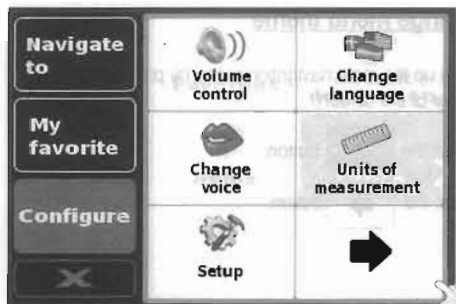 Navigate
to
My
favorite
Configure
Volume
control
Change
language
Change
voice
Units of
measurement
Setup